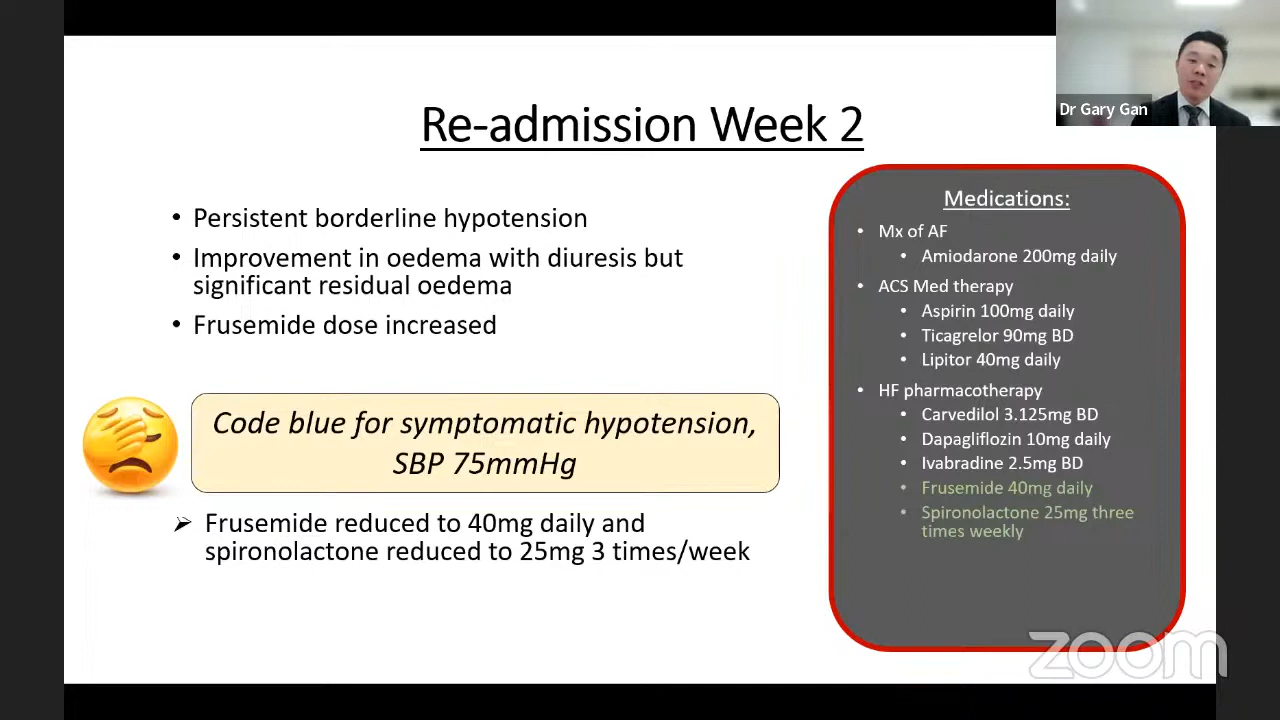 Dr Gary Gan
Re-admission Week 2
• Persistent borderline hypotension
• Improvement in oedema with diuresis but
significant residual oedema
• Frusemide dose increased
Code blue for symptomatic hypotension,
SBP 75mmHg
➢ Frusemide reduced to 40mg daily and
spironolactone reduced to 25mg 3 times/week
Medications:
• Mx of AF
• Amiodarone 200mg daily
• ACS Med therapy
• Aspirin 100mg daily
• Ticagrelor 90mg BD
• Lipitor 40mg daily
• HF pharmacotherapy
• Carvedilol 3.125mg BD
• Dapagliflozin 10mg daily
• Ivabradine 2.5mg BD
• Frusemide 40mg daily
• Spironolactone 25mg three
times weekly
zoom